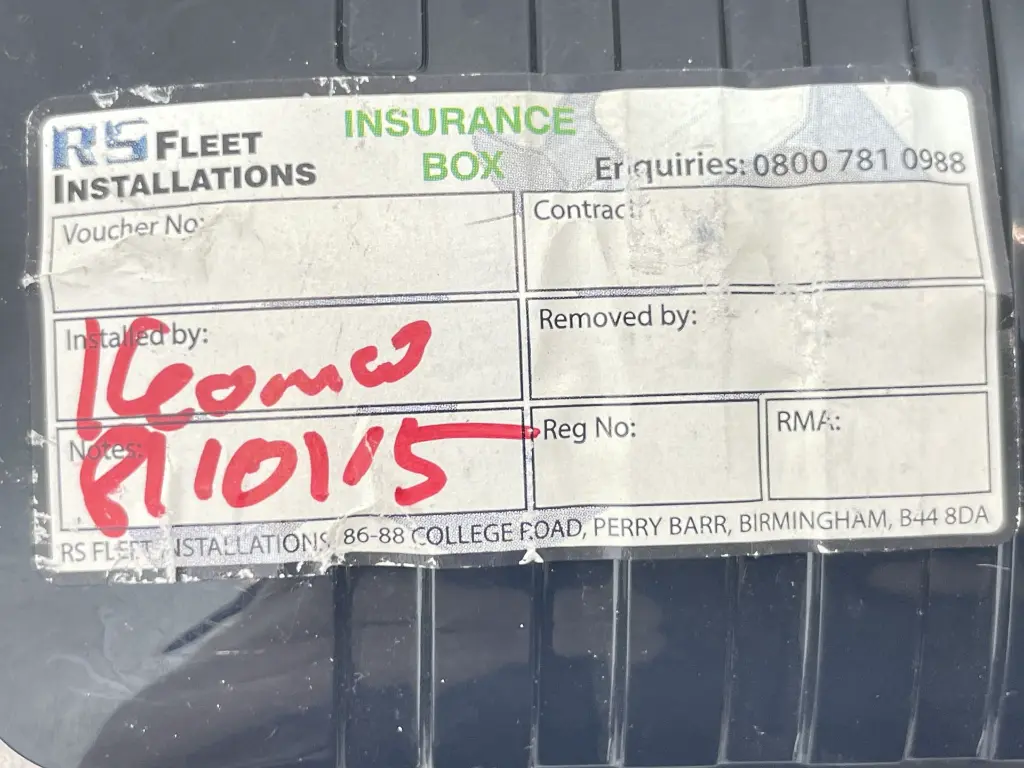 RS FLEET
INSTALLATIONS
INSURANCE
BOX
Enquiries: 0800 781 0988
Voucher No:
Contract:
Installed by:
Removed by:
Notes:
Reg No:
RMA:
RS FLEET INSTALLATIONS, 86-88 COLLEGE ROAD, PERRY BARR, BIRMINGHAM, B44 8DA